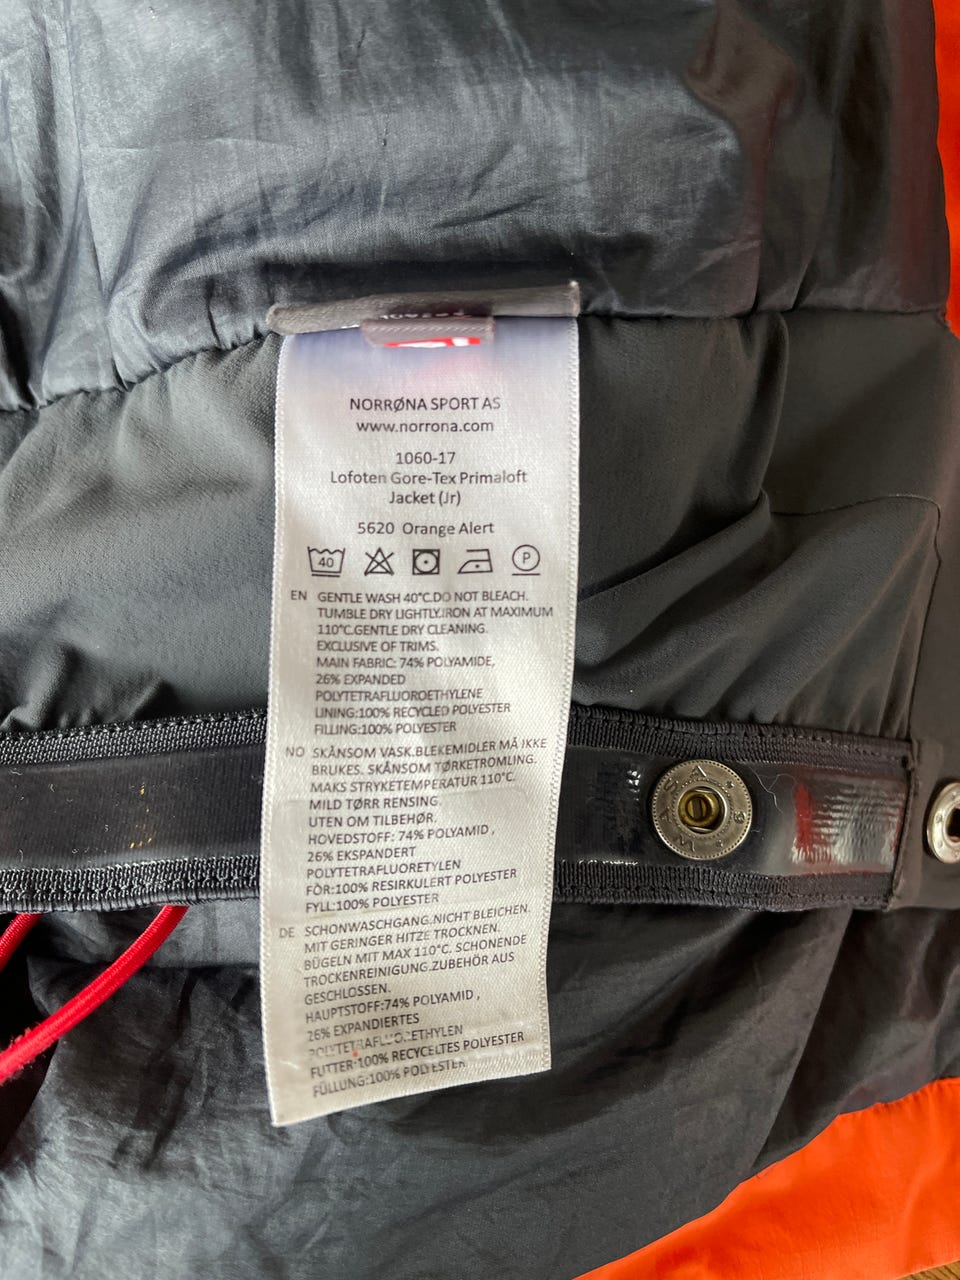 NORRØNA SPORT AS
www.norrona.com
1060-17
Lofoten Gore-Tex Primaloft
Jacket (Jr)
5620 Orange Alert
40
P
EN GENTLE WASH 40°C.DO NOT BLEACH.
TUMBLE DRY LIGHTLY.IRON AT MAXIMUM
110°C.GENTLE DRY CLEANING.
EXCLUSIVE OF TRIMS.
MAIN FABRIC: 74% POLYAMIDE,
26% EXPANDED
POLYTETRAFLUOROETHYLENE
LINING:100% RECYCLED POLYESTER
FILLING:100% POLYESTER
NO SKÅNSOM VASK.BLEKEMIDLER MÅ IKKE
BRUKES. SKÅNSOM TØRKETROMLING.
MAKS STRYKETEMPERATUR 110°C.
MILD TØRR RENSING.
UTEN OM TILBEHØR.
HOVEDSTOFF: 74% POLYAMID ,
26% EKSPANDERT
POLYTETRAFLUORETYLEN
FÔR:100% RESIRKULERT POLYESTER
FYLL:100% POLYESTER
DE SCHONWASCHGANG.NICHT BLEICHEN.
MIT GERINGER HITZE TROCKNEN.
BÜGELN MIT MAX 110°C. SCHONENDE
TROCKENREINIGUNG.ZUBEHÖR AUS
GESCHLOSSEN.
HAUPTSTOFF:74% POLYAMID ,
26% EXPANDIERTES
POLYTETRAFLUORETHYLEN
FUTTER:100% RECYCELTES POLYESTER
FÜLLUNG:100% POLYESTER